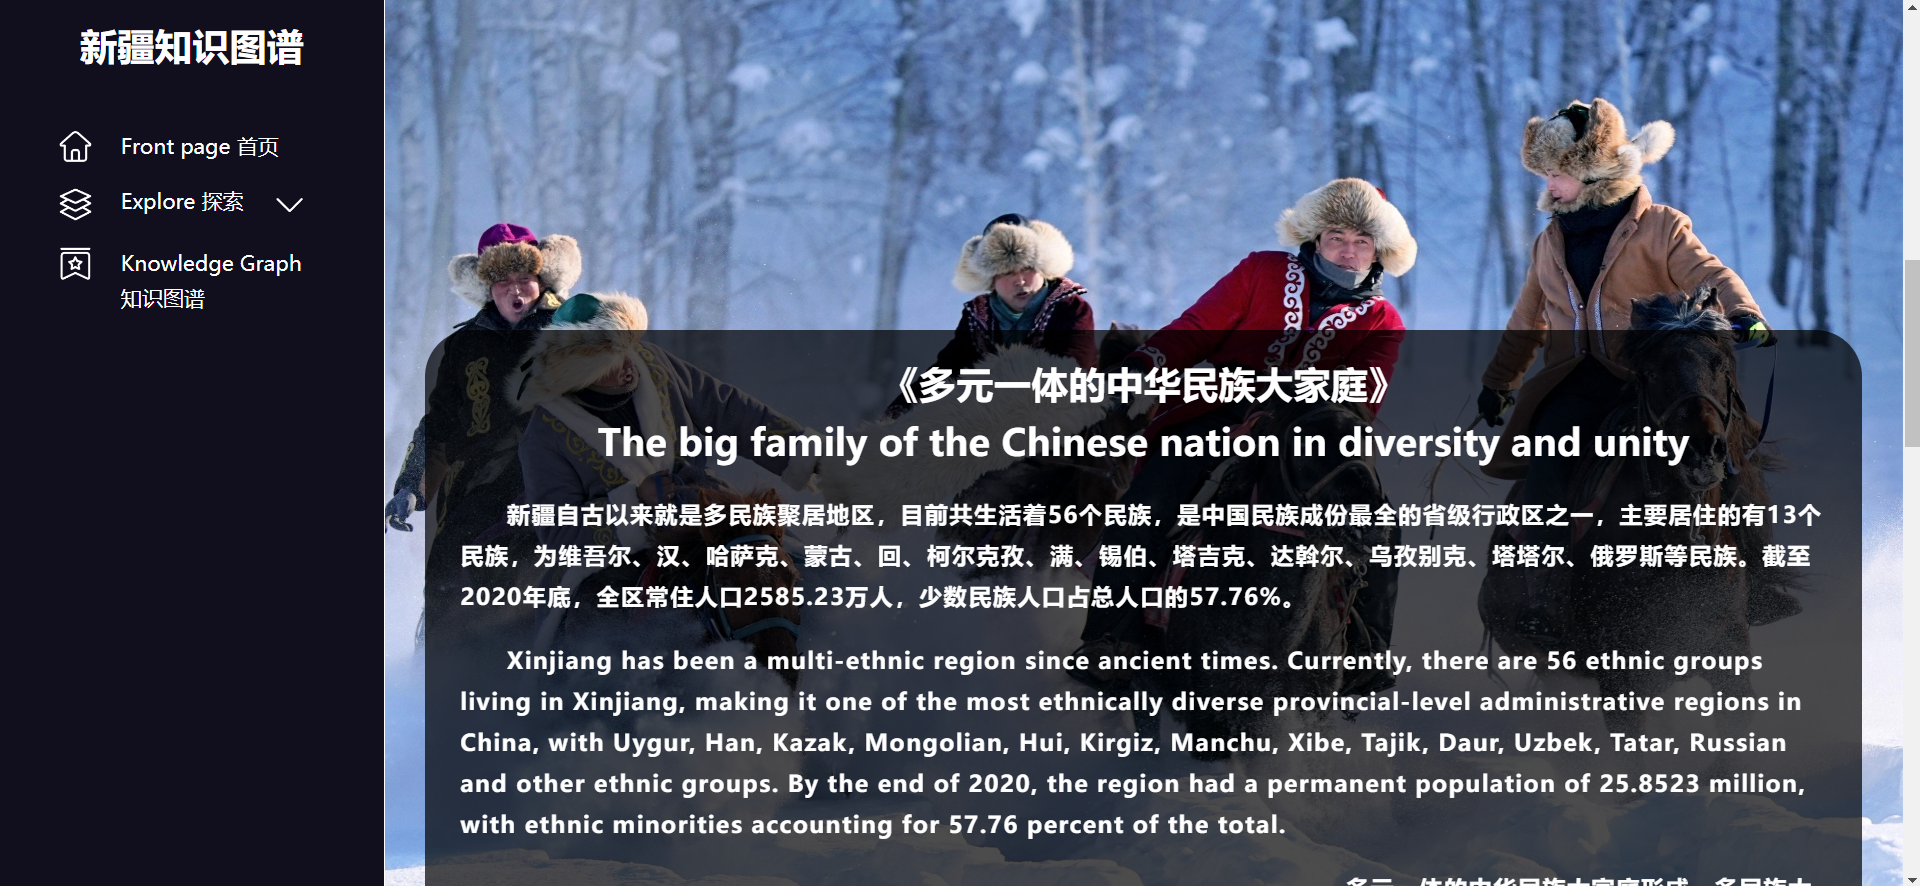 新疆知识图谱
Front page 首页
Explore 探索
Knowledge Graph
知识图谱
《多元一体的中华民族大家庭》
The big family of the Chinese nation in diversity and unity
新疆自古以来就是多民族聚居地区，目前共生活着56个民族，是中国民族成份最全的省级行政区之一，主要居住的有13个
民族，为维吾尔、汉、哈萨克、蒙古、回、柯尔克孜、满、锡伯、塔吉克、达斡尔、乌孜别克、塔塔尔、俄罗斯等民族。截至
2020年底，全区常住人口2585.23万人，少数民族人口占总人口的57.76%。
Xinjiang has been a multi-ethnic region since ancient times. Currently, there are 56 ethnic groups
living in Xinjiang, making it one of the most ethnically diverse provincial-level administrative regions in
China, with Uygur, Han, Kazak, Mongolian, Hui, Kirgiz, Manchu, Xibe, Tajik, Daur, Uzbek, Tatar, Russian
and other ethnic groups. By the end of 2020, the region had a permanent population of 25.8523 million,
with ethnic minorities accounting for 57.76 percent of the total.